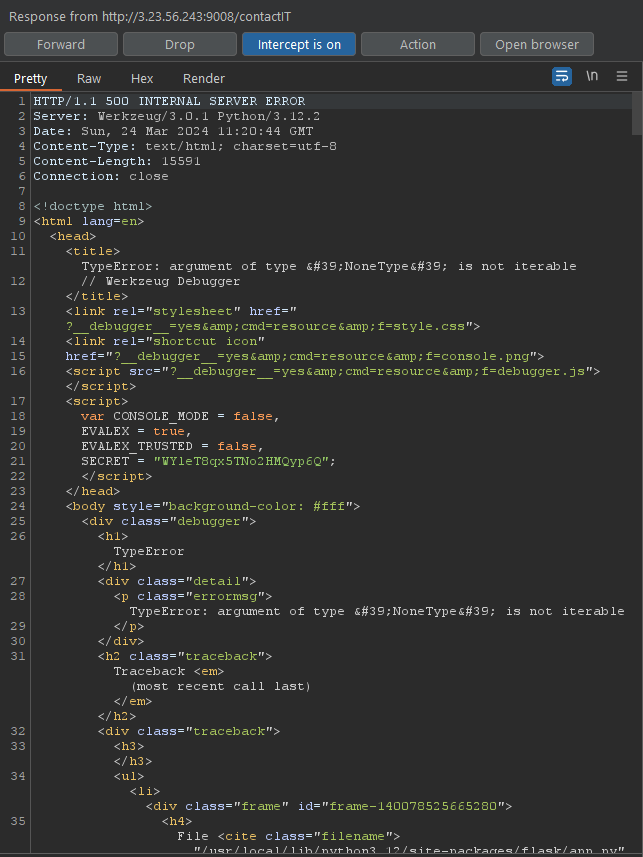 Response from http://3.23.56.243:9008/contactIT
Forward Drop Intercept is on Action Open browser
Pretty Raw Hex Render \n
1 HTTP/1.1 500 INTERNAL SERVER ERROR
2 Server: Werkzeug/3.0.1 Python/3.12.2
3 Date: Sun, 24 Mar 2024 11:20:44 GMT
4 Content-Type: text/html; charset=utf-8
5 Content-Length: 15591
6 Connection: close
7
8 <!doctype html>
9 <html lang=en>
10 <head>
11 <title>
TypeError: argument of type &#39;NoneType&#39; is not iterable
12 // Werkzeug Debugger
</title>
13 <link rel="stylesheet" href="
?__debugger__=yes&amp;cmd=resource&amp;f=style.css">
14 <link rel="shortcut icon"
15 href="?__debugger__=yes&amp;cmd=resource&amp;f=console.png">
16 <script src="?__debugger__=yes&amp;cmd=resource&amp;f=debugger.js">
</script>
17 <script>
18 var CONSOLE_MODE = false,
19 EVALEX = true,
20 EVALEX_TRUSTED = false,
21 SECRET = "WYleT8qx5TNo2HMQyp6Q";
22 </script>
23 </head>
24 <body style="background-color: #fff">
25 <div class="debugger">
26 <h1>
TypeError
</h1>
27 <div class="detail">
28 <p class="errormsg">
TypeError: argument of type &#39;NoneType&#39; is not iterable
29 </p>
30 </div>
31 <h2 class="traceback">
Traceback <em>
(most recent call last)
</em>
</h2>
32 <div class="traceback">
33 <h3>
</h3>
34 <ul>
<li>
<div class="frame" id="frame-140078525665280">
35 <h4>
File <cite class="filename">
"/usr/local/lib/python3.12/site-packages/flask/app.py"